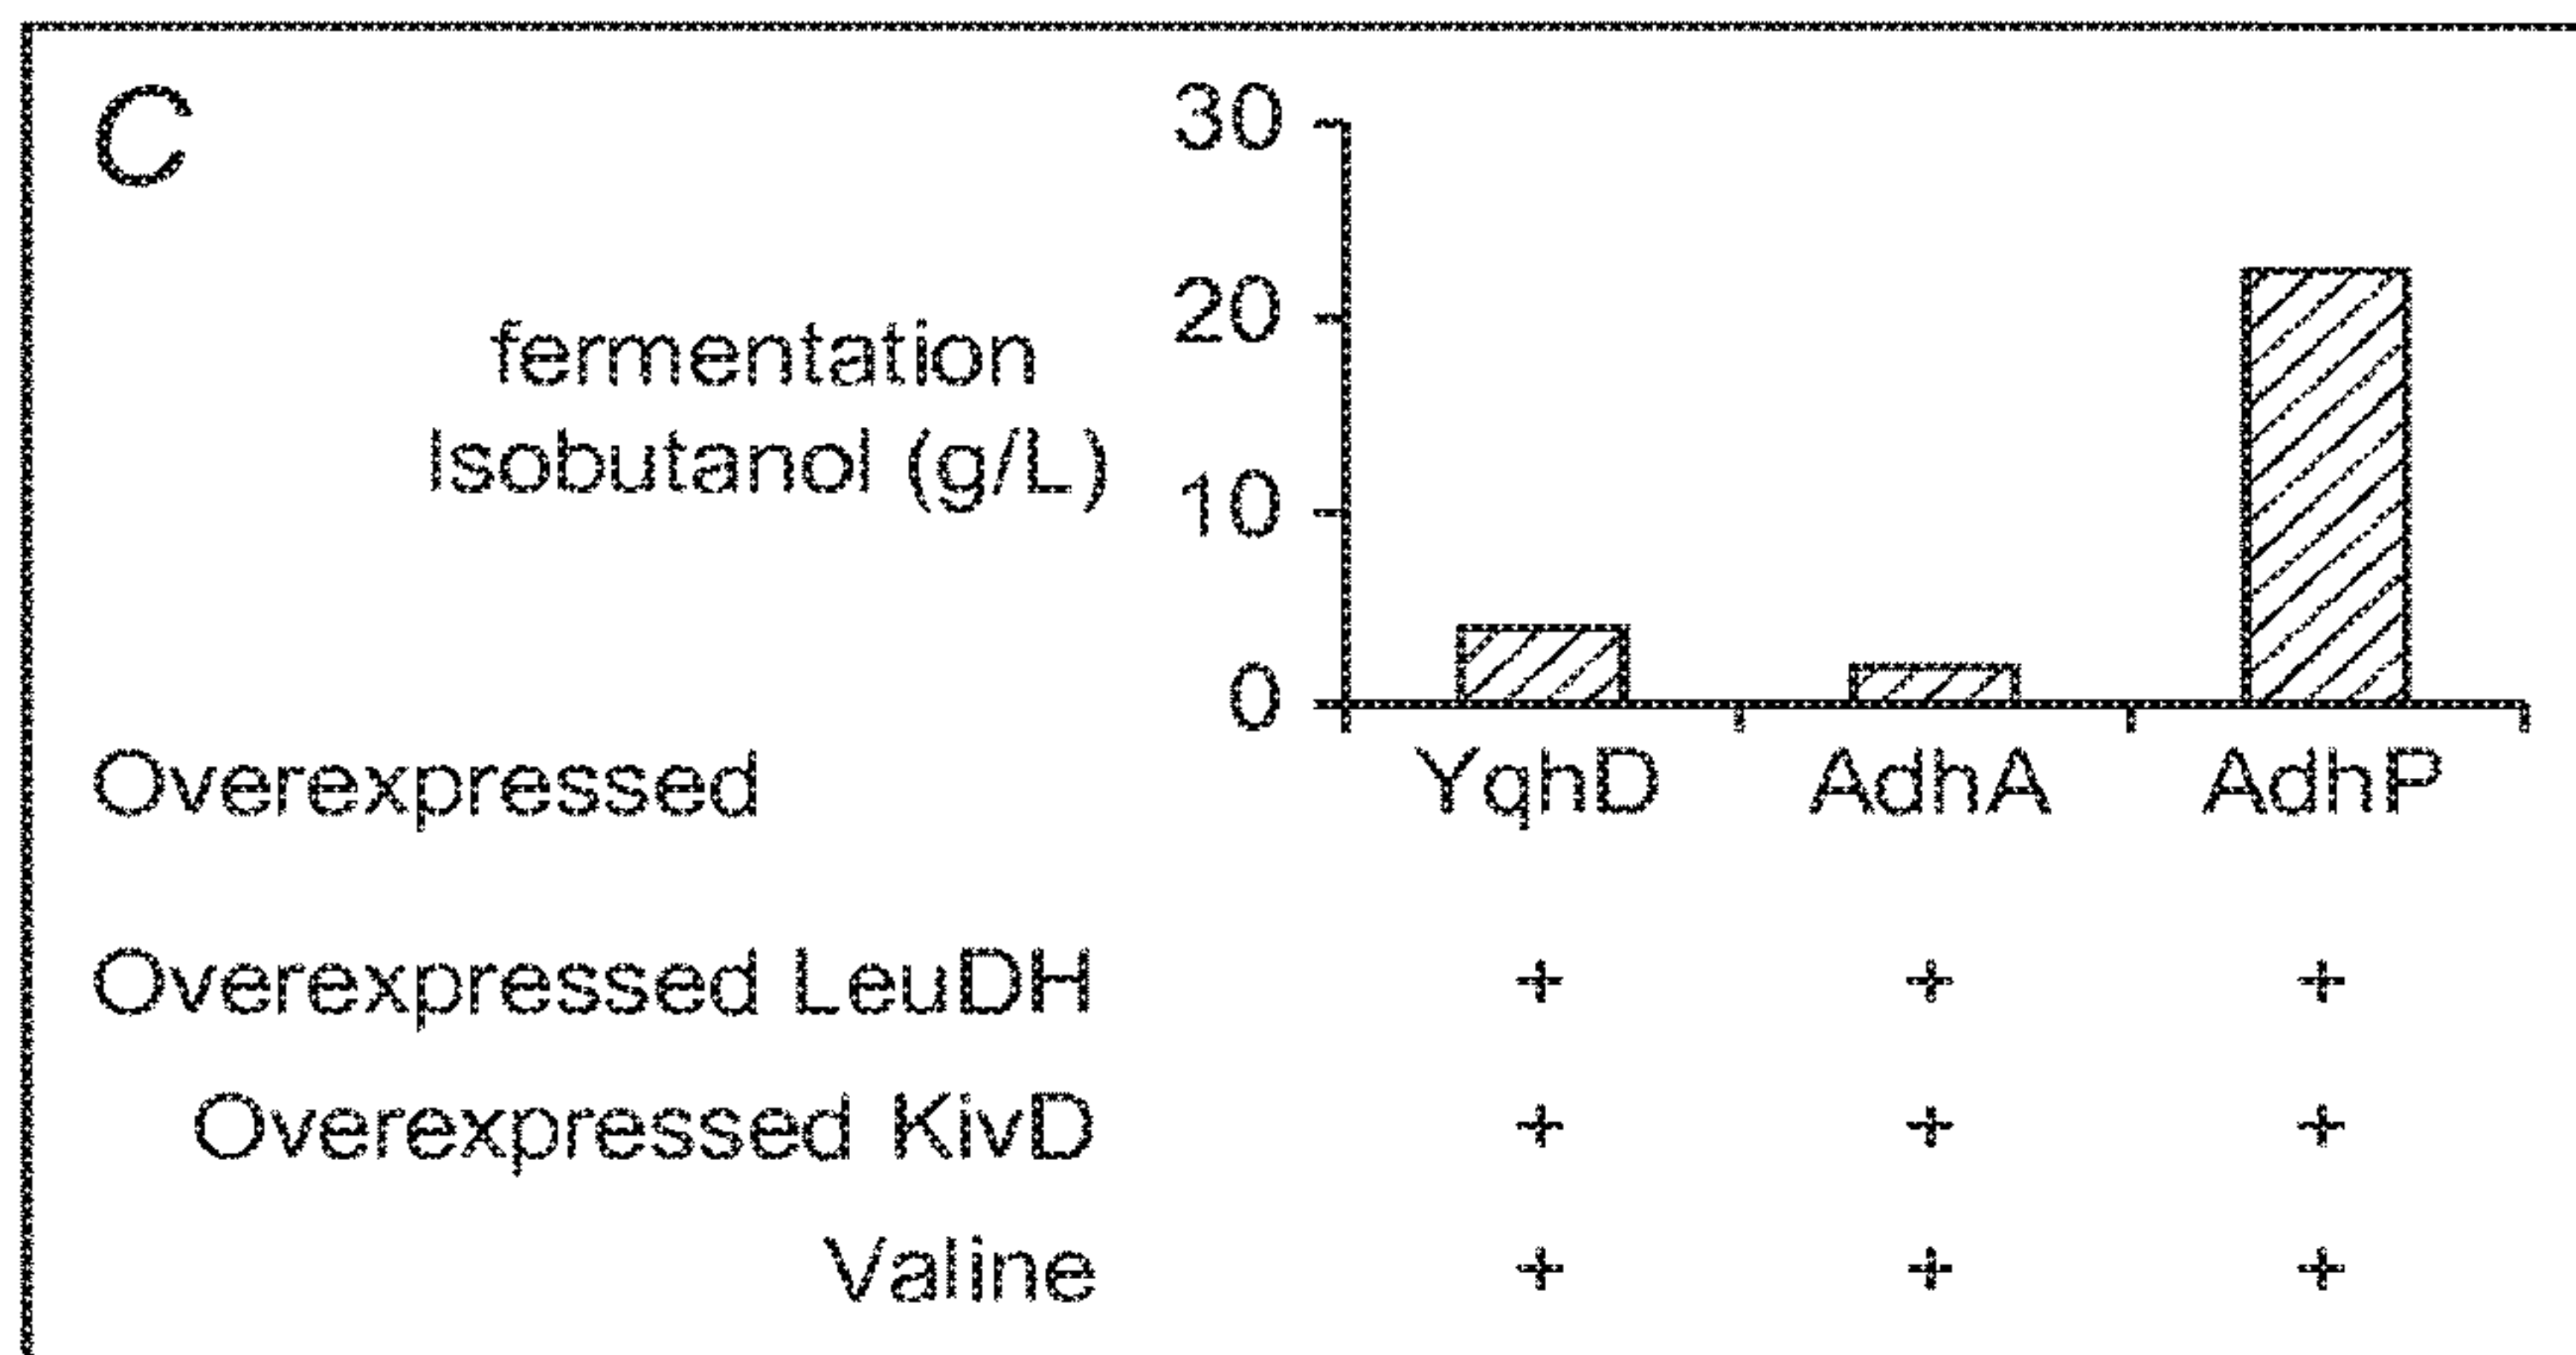 C
30
20
10
0
fermentation
Isobutanol (g/L)
Overexpressed YqhD AdhA AdhP
Overexpressed LeuDH + + +
Overexpressed KivD + + +
Valine + + +